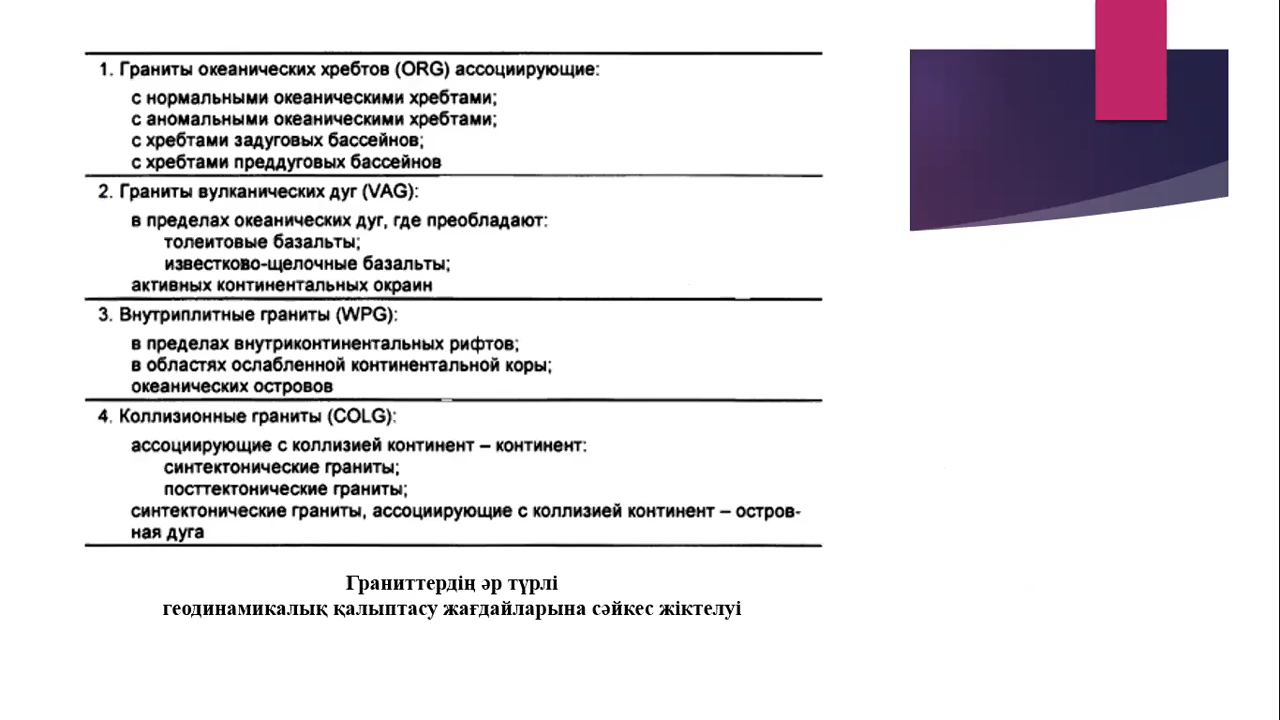 1. Граниты океанических хребтов (ORG) ассоциирующие:
с нормальными океаническими хребтами;
с аномальными океаническими хребтами;
с хребтами задуговых бассейнов;
с хребтами преддуговых бассейнов
2. Граниты вулканических дуг (VAG):
в пределах океанических дуг, где преобладают:
толеитовые базальты;
известково-щелочные базальты;
активных континентальных окраин
3. Внутриплитные граниты (WPG):
в пределах внутриконтинентальных рифтов;
в областях ослабленной континентальной коры;
океанических островов
4. Коллизионные граниты (COLG):
ассоциирующие с коллизией континент – континент:
синтектонические граниты;
посттектонические граниты;
синтектонические граниты, ассоциирующие с коллизией континент – остров-
ная дуга
Граниттердің әр түрлі
геодинамикалық қалыптасу жағдайларына сәйкес жіктелуі